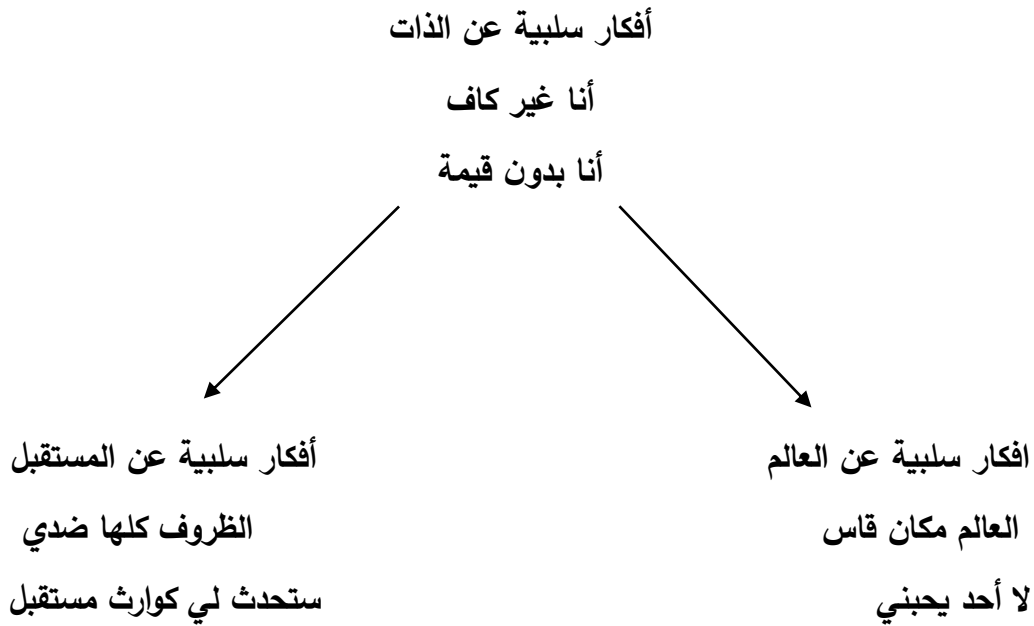 أفكار سلبية عن الذات
أنا غير كاف
أنا بدون قيمة
افكار سلبية عن العالم
العالم مكان قاس
لا أحد يحبني
أفكار سلبية عن المستقبل
الظروف كلها ضدي
ستحدث لي كوارث مستقبل